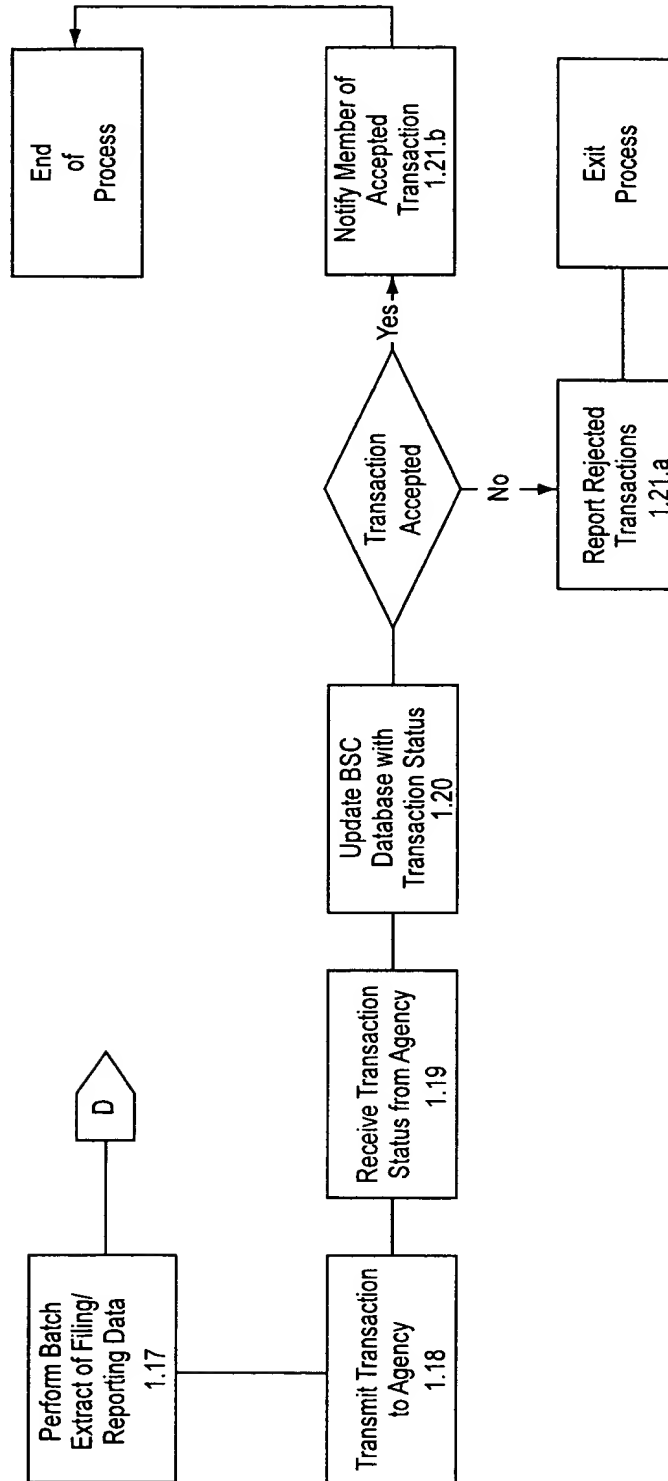 Perform Batch
Extract of Filing/
Reporting Data
1.17
D
Transmit Transaction
to Agency
1.18
Receive Transaction
Status from Agency
1.19
Update BSC
Database with
Transaction Status
1.20
Transaction
Accepted
Yes
No
Notify Member of
Accepted
Transaction
1.21.b
End
of
Process
Report Rejected
Transactions
1.21.a
Exit
Process